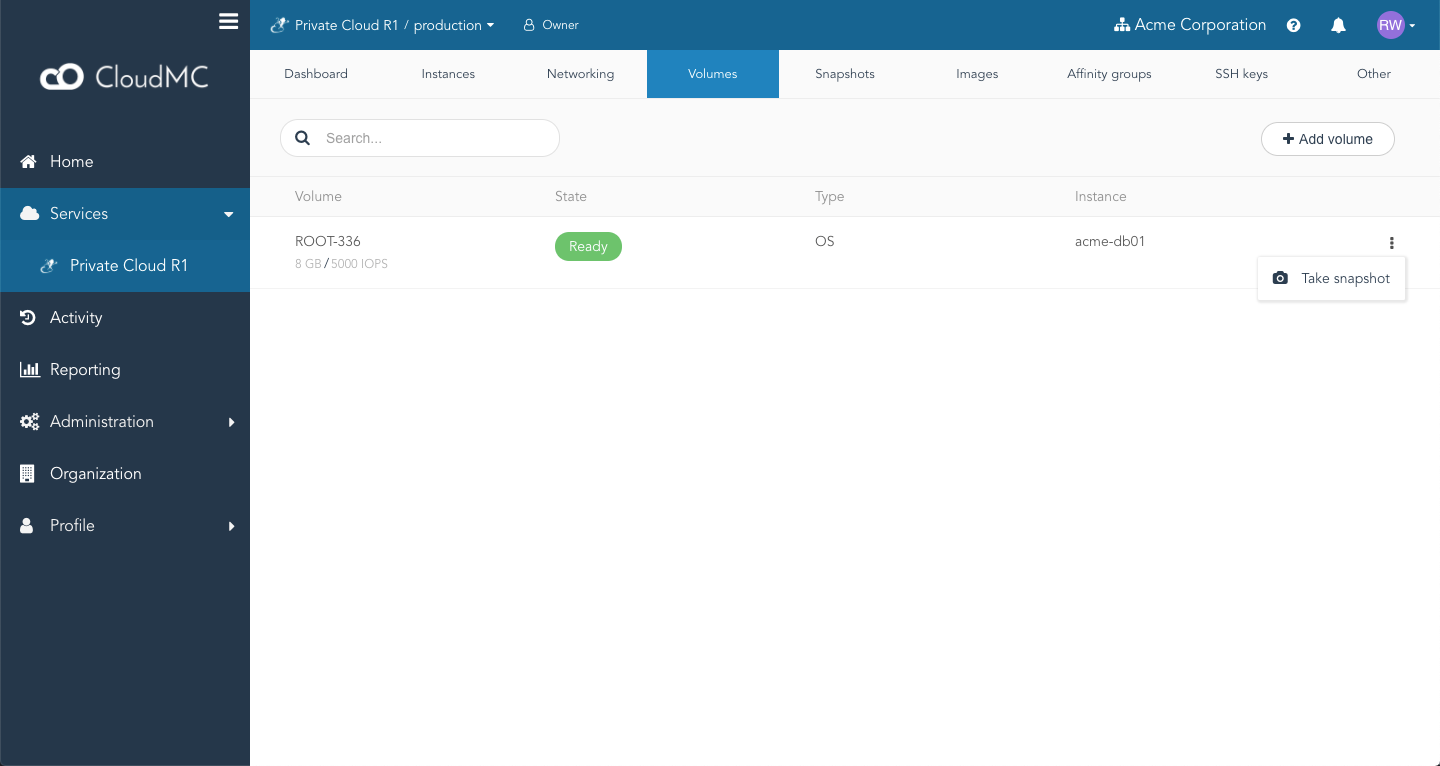 Private Cloud R1 / production
Owner
Acme Corporation
RW
CloudMC
Home
Services
Private Cloud R1
Activity
Reporting
Administration
Organization
Profile
Dashboard
Instances
Networking
Volumes
Snapshots
Images
Affinity groups
SSH keys
Other
Search...
Add volume
Volume State Type Instance
ROOT-336 Ready OS acme-db01
8 GB / 5000 IOPS
Take snapshot